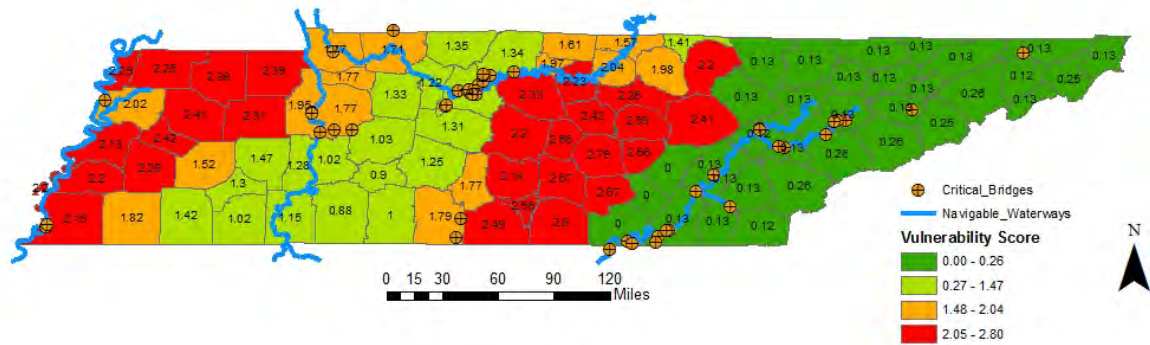 1.35 1.34 1.61 1.57 1.41
1.71
2.25 2.38 2.39 1.77 1.22 1.97 2.23 2.04 1.98 2.2 0.13 0.13 0.13 0.13 0.13
2.02 1.95 1.77 1.33 2.33 2.26 0.13 0.13 0.13 0.13 0.12 0.25
2.41 2.31 1.31 2.42 2.55 2.41 0.13 0.26 0.13
2.13 2.42 1.03 2.2 2.66 0.25
2.2 2.29 1.52 1.47 1.28 1.02 1.25 2.76 2.66 0.13 0.26 0.26
1.3 0.9 1.77 2.67 2.67 0 0.13 0.13 0.26
2.2 0.13
1.82 1.42 1.02 1.15 0.88 1 1.79 2.49 2.56 2.8 0 0.13 0.13 0.12
Critical_Bridges
Navigable_Waterways
N
Vulnerability Score
0.00 - 0.26
0.27 - 1.47
1.48 - 2.04
2.05 - 2.80
0 15 30 60 90 120
Miles